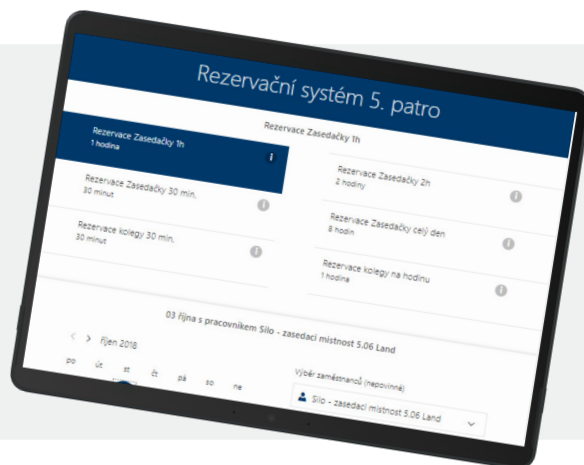 Rezervační systém 5. patro
Rezervace Zasedačky 1h
Rezervace Zasedačky 1h
1 hodina
Rezervace Zasedačky 2h
2 hodiny
Rezervace Zasedačky 30 min.
30 minut
Rezervace Zasedačky celý den
8 hodin
Rezervace kolegy 30 min.
30 minut
Rezervace kolegy na hodinu
1 hodina
03 října s pracovníkem Silo - zasedací místnost 5.06 Land
< > říjen 2018
po út st čt pá so ne
Výběr zaměstnanců (nepovinné)
Silo - zasedací místnost 5.06 Land